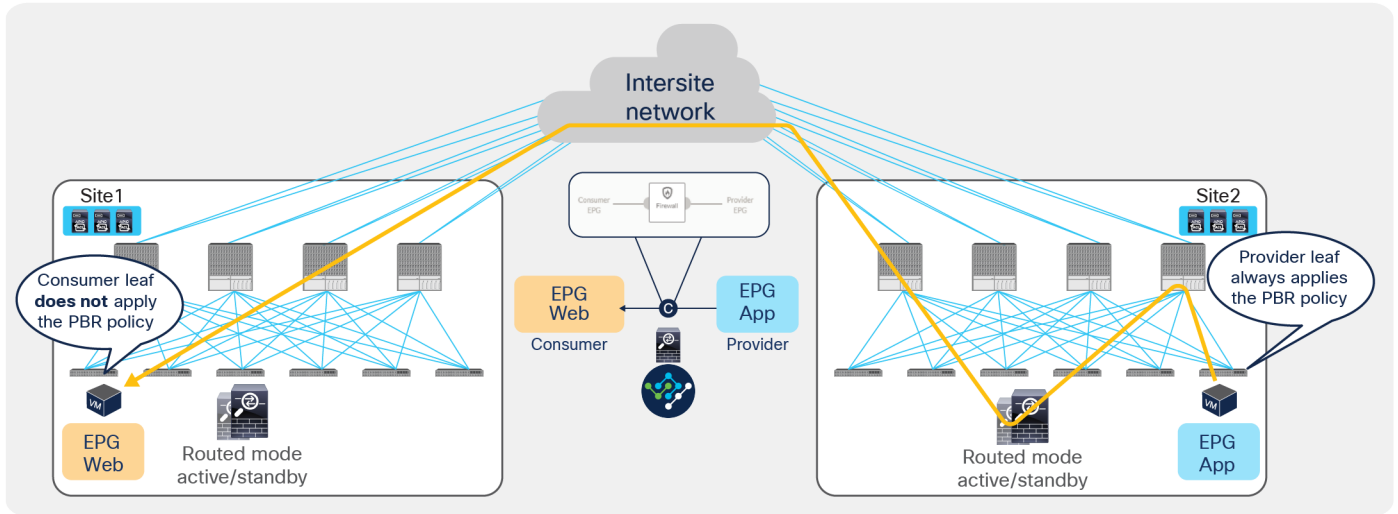 Intersite
network
Site1
Site2
Consumer
EPG
Firewall
Provider
EPG
Consumer leaf
does not apply
the PBR policy
Provider leaf
always applies
the PBR policy
EPG
Web
C
EPG
App
Consumer
Provider
VM
EPG
Web
Routed mode
active/standby
Routed mode
active/standby
VM
EPG
App